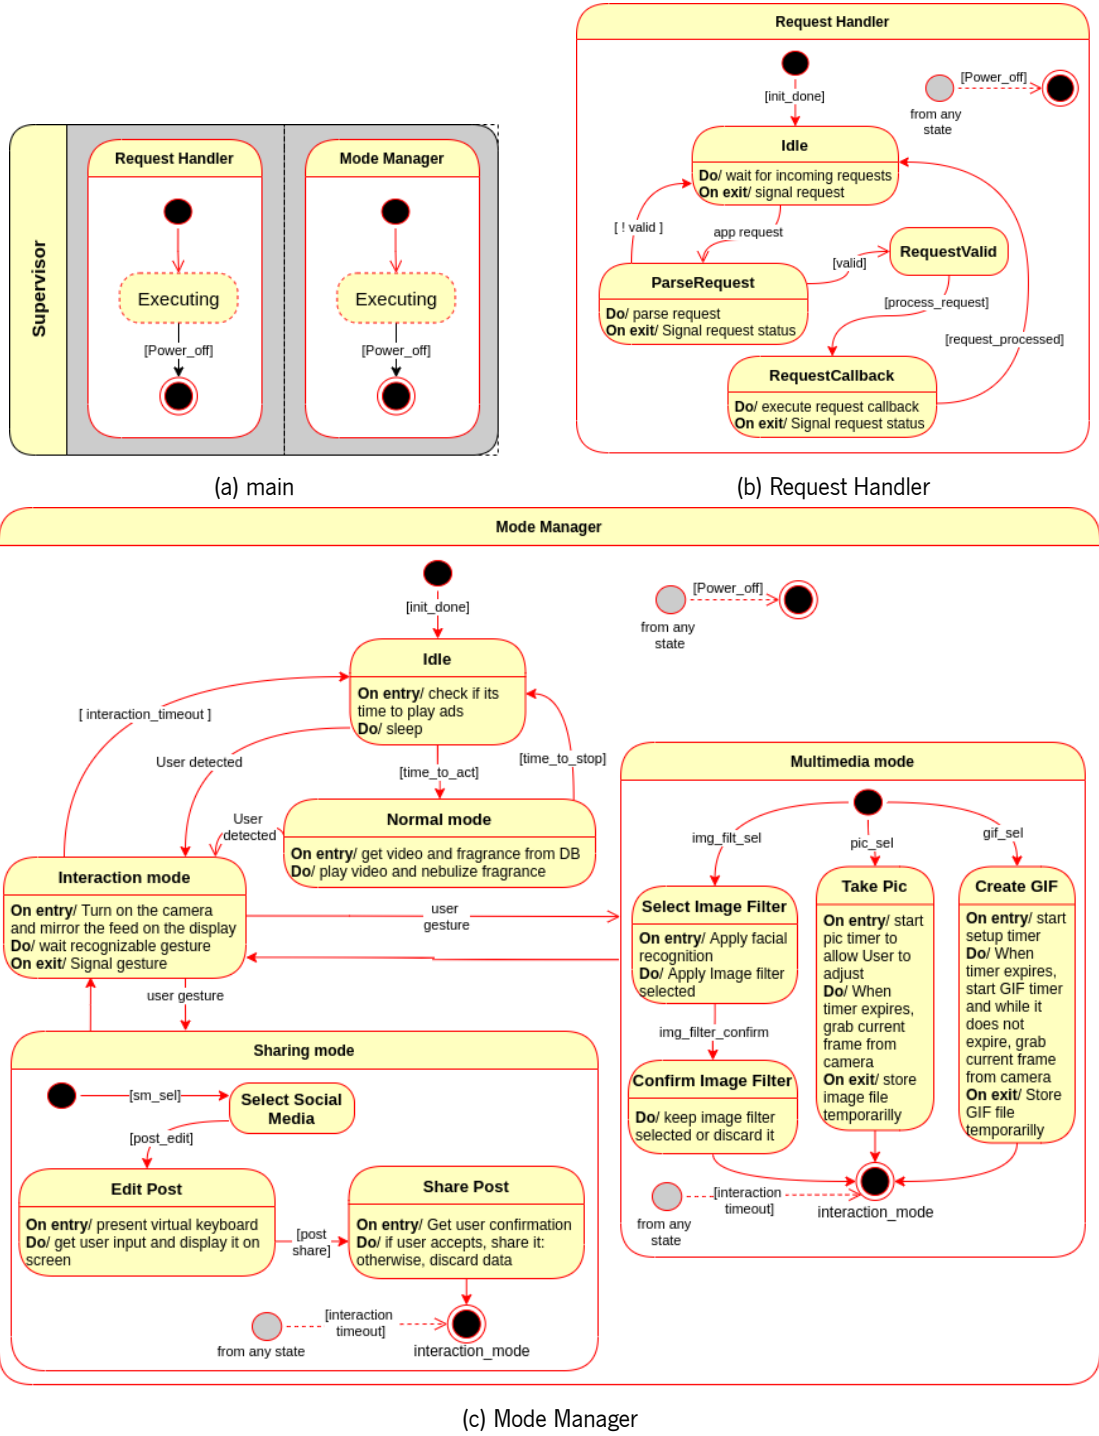 Supervisor
Request Handler
Executing
[Power_off]
Mode Manager
Executing
[Power_off]
(a) main
Request Handler
[init_done]
[Power_off]
from any
state
Idle
Do/ wait for incoming requests
On exit/ signal request
[ ! valid ]
app request
[valid]
RequestValid
ParseRequest
Do/ parse request
On exit/ Signal request status
[process_request]
[request_processed]
RequestCallback
Do/ execute request callback
On exit/ Signal request status
(b) Request Handler
Mode Manager
[init_done]
[Power_off]
from any
state
Idle
On entry/ check if its
time to play ads
Do/ sleep
[ interaction_timeout ]
User detected
[time_to_act]
[time_to_stop]
User
detected
Normal mode
On entry/ get video and fragrance from DB
Do/ play video and nebulize fragrance
Interaction mode
On entry/ Turn on the camera
and mirror the feed on the display
Do/ wait recognizable gesture
On exit/ Signal gesture
user
gesture
user gesture
Multimedia mode
img_filt_sel
pic_sel
gif_sel
Select Image Filter
On entry/ Apply facial
recognition
Do/ Apply Image filter
selected
img_filter_confirm
Confirm Image Filter
Do/ keep image filter
selected or discard it
Take Pic
On entry/ start
pic timer to
allow User to
adjust
Do/ When
timer expires,
grab current
frame from
camera
On exit/ store
image file
temporarilly
Create GIF
On entry/ start
setup timer
Do/ When
timer expires,
start GIF timer
and while it
does not
expire, grab
current frame
from camera
On exit/ Store
GIF file
temporarilly
from any
state
[interaction
timeout]
interaction_mode
Sharing mode
[sm_sel]
Select Social
Media
[post_edit]
Edit Post
On entry/ present virtual keyboard
Do/ get user input and display it on
screen
[post
share]
Share Post
On entry/ Get user confirmation
Do/ if user accepts, share it:
otherwise, discard data
from any state
[interaction
timeout]
interaction_mode
(c) Mode Manager